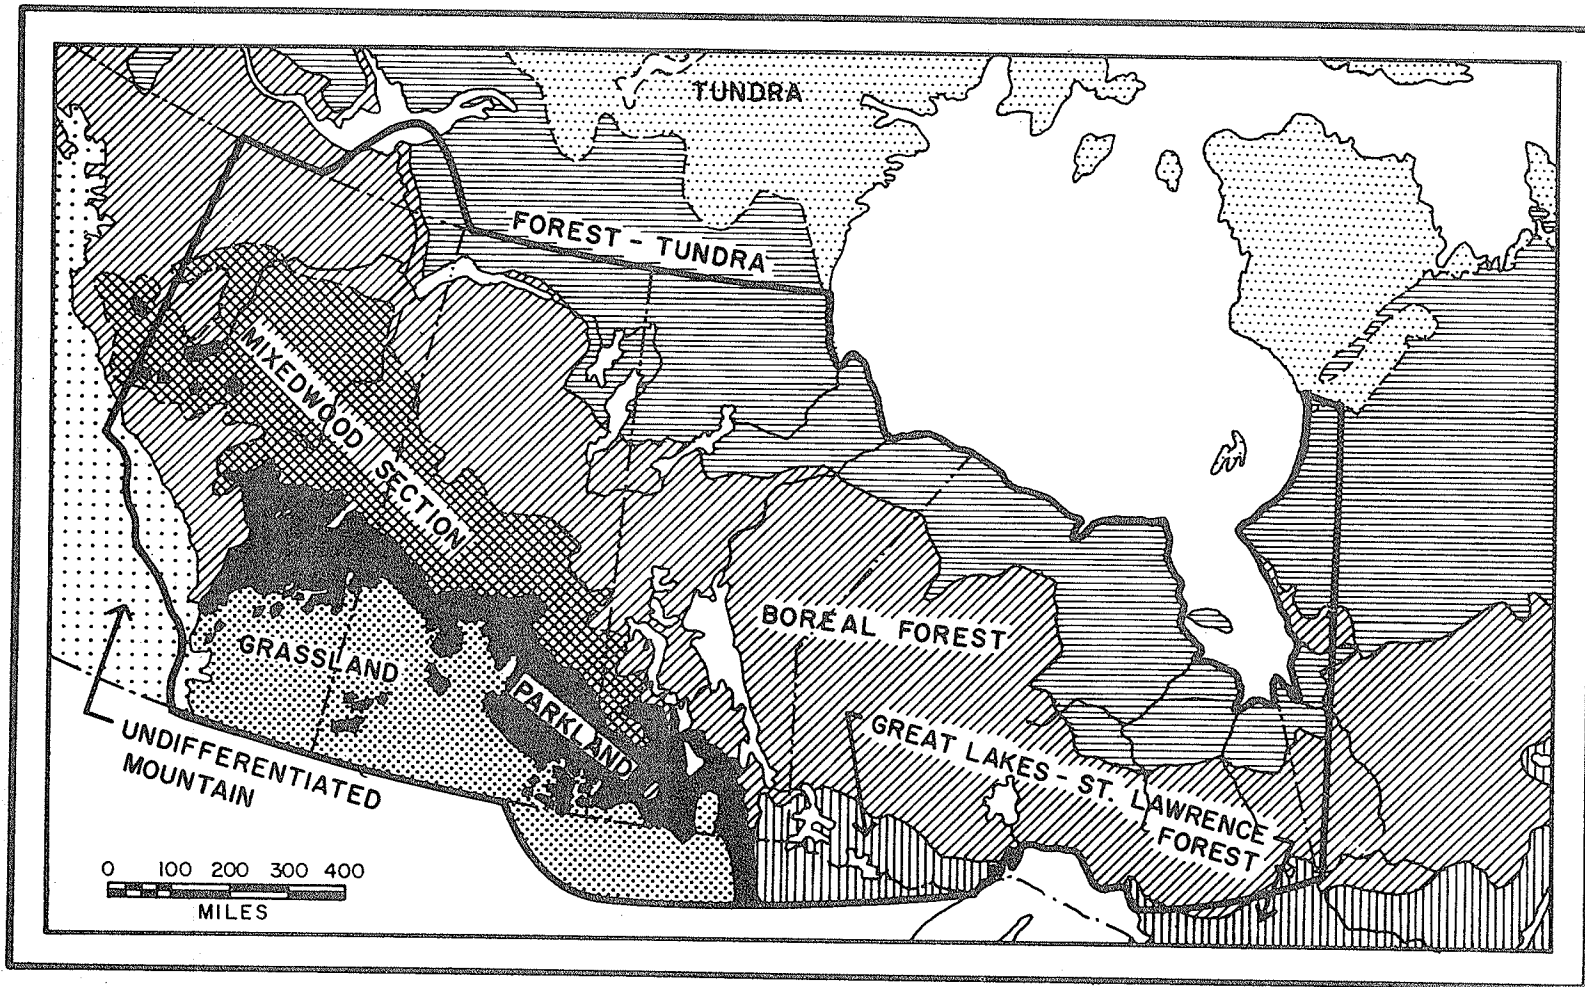 TUNDRA
FOREST - TUNDRA
MIXEDWOOD SECTION
BOREAL FOREST
GRASSLAND
PARKLAND
GREAT LAKES - ST. LAWRENCE
FOREST
UNDIFFERENTIATED
MOUNTAIN
0 100 200 300 400
MILES